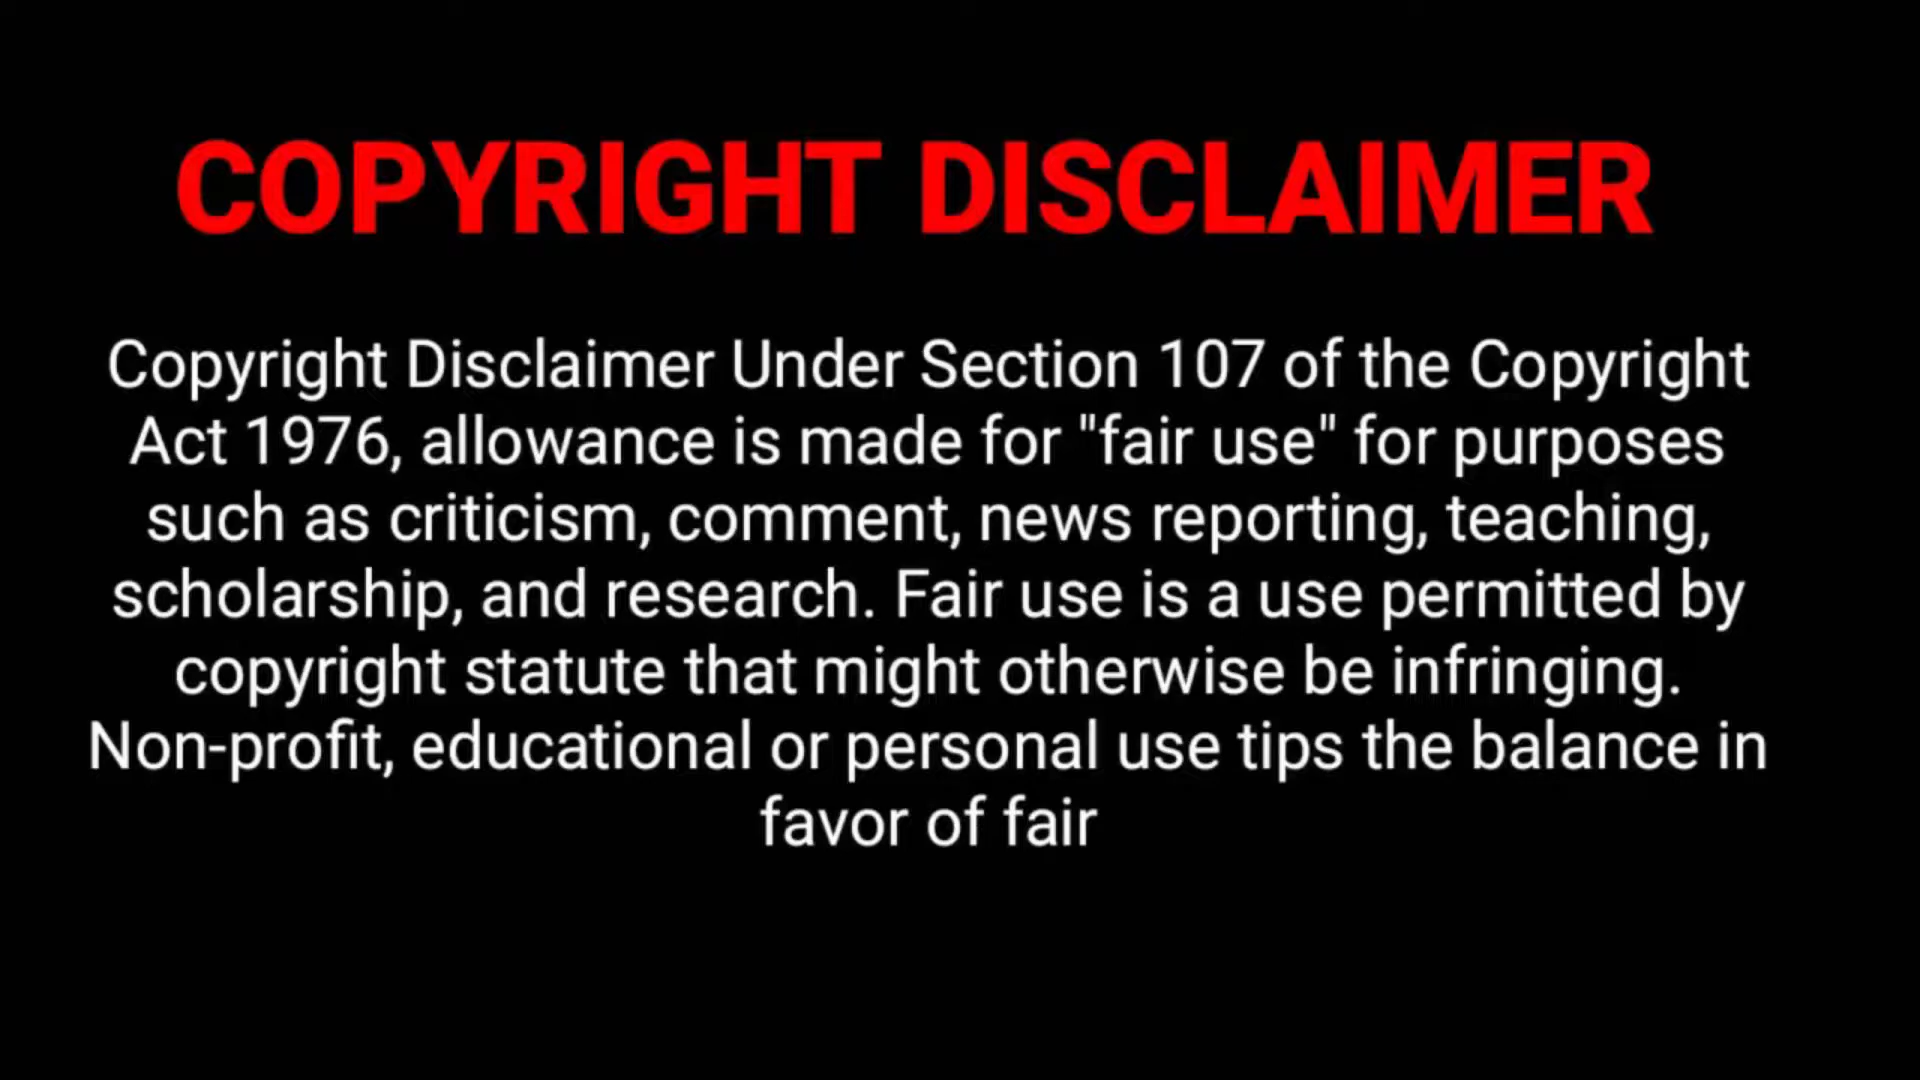 COPYRIGHT DISCLAIMER
Copyright Disclaimer Under Section 107 of the Copyright
Act 1976, allowance is made for "fair use" for purposes
such as criticism, comment, news reporting, teaching,
scholarship, and research. Fair use is a use permitted by
copyright statute that might otherwise be infringing.
Non-profit, educational or personal use tips the balance in
favor of fair